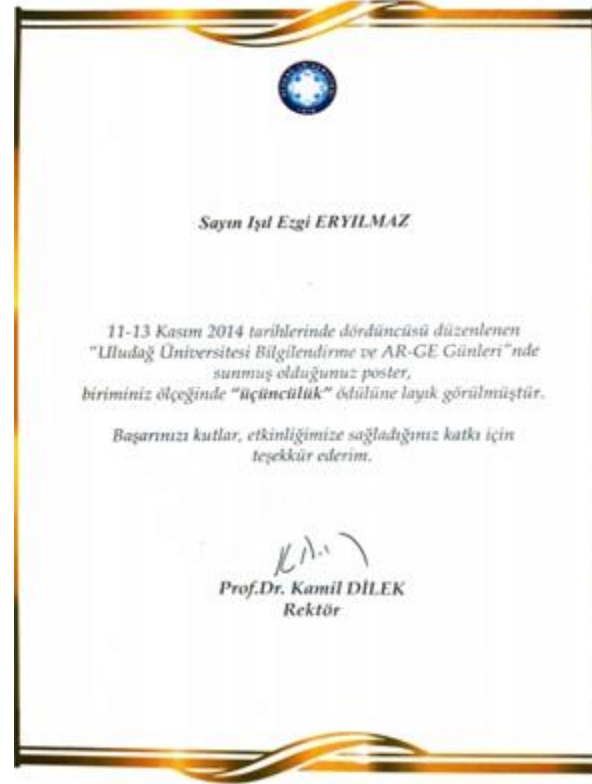 Sayın Işıl Ezgi ERYILMAZ
11-13 Kasım 2014 tarihlerinde dördüncüsü düzenlenen
"Uludağ Üniversitesi Bilgilendirme ve AR-GE Günleri"nde
sunmuş olduğunuz poster,
biriminiz ölçeğinde "üçüncülük" ödülüne layık görülmüştür.
Başarınızı kutlar, etkinliğimize sağladığınız katkı için
teşekkür ederim.
Prof.Dr. Kamil DİLEK
Rektör